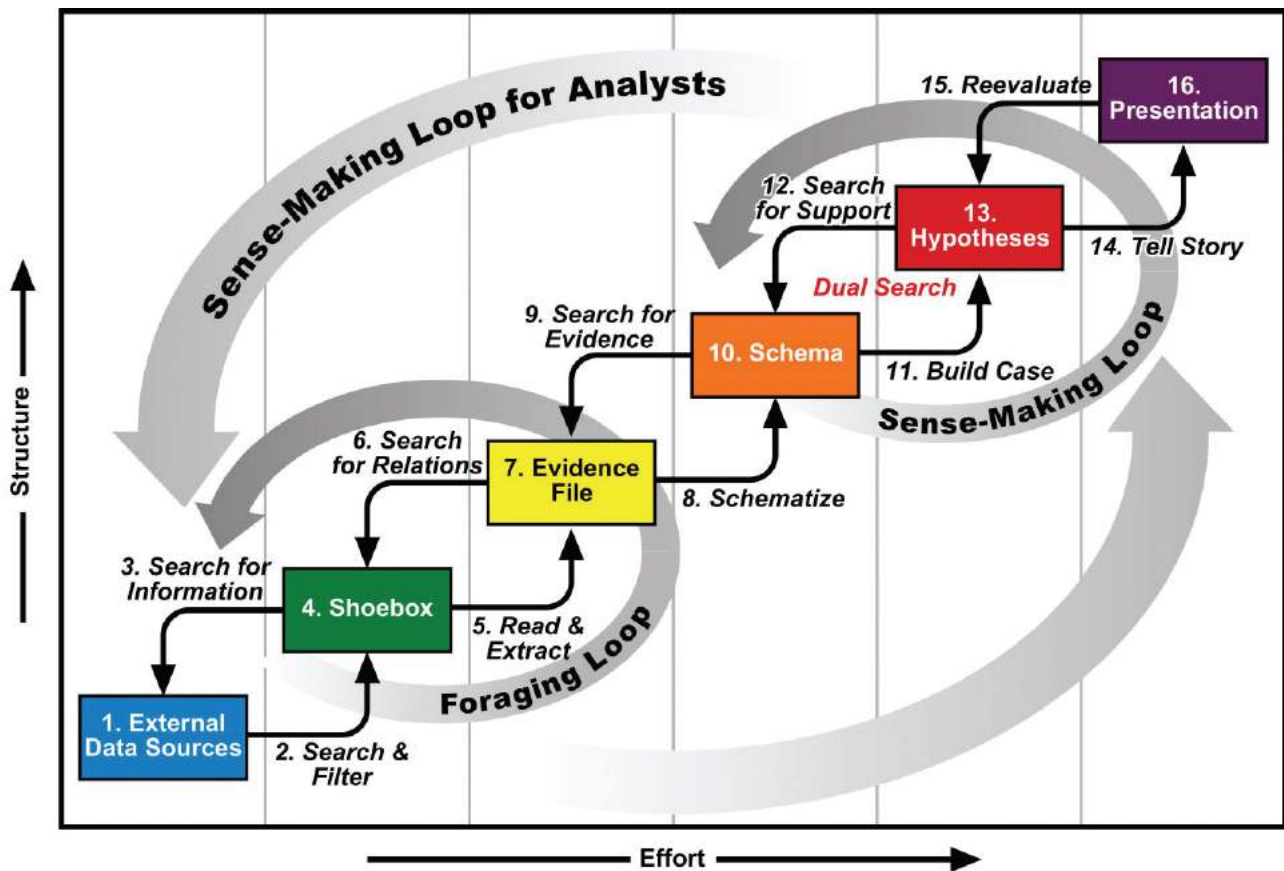 Sense-Making Loop for Analysts
15. Reevaluate
16.
Presentation
12. Search
for Support
13.
Hypotheses
14. Tell Story
Dual Search
9. Search for
Evidence
10. Schema
11. Build Case
Sense-Making Loop
6. Search
for Relations
7. Evidence
File
8. Schematize
3. Search for
Information
4. Shoebox
5. Read &
Extract
Foraging Loop
1. External
Data Sources
2. Search &
Filter
Structure
Effort